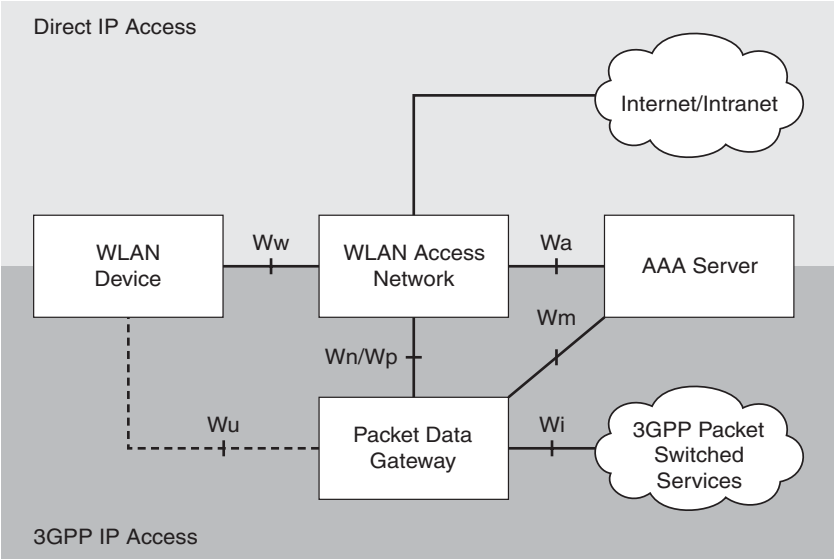 Direct IP Access
Internet/Intranet
WLAN
Device
Ww
WLAN Access
Network
Wa
AAA Server
Wm
Wn/Wp
Wu
Packet Data
Gateway
Wi
3GPP Packet
Switched
Services
3GPP IP Access